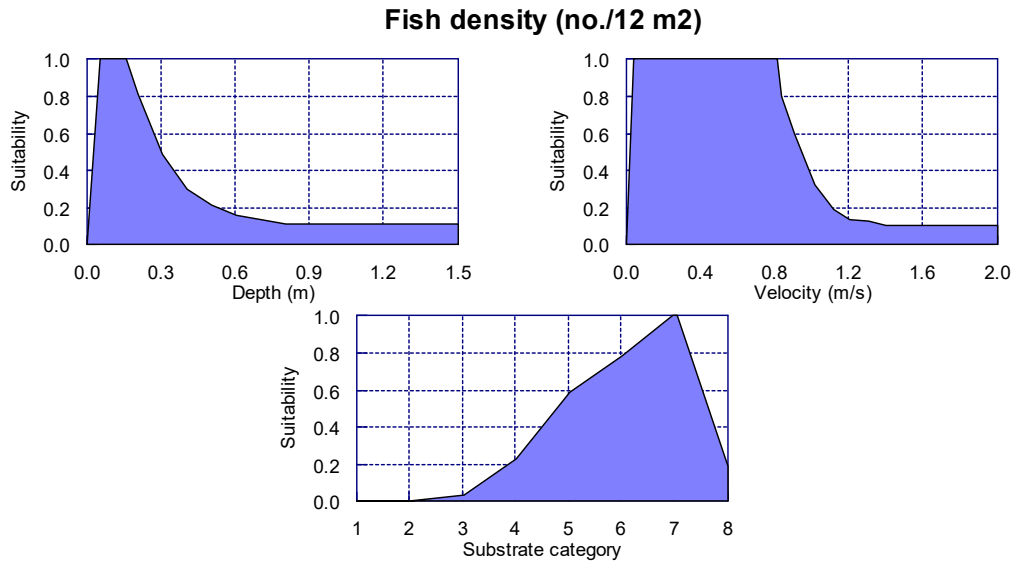 Fish density (no./12 m2)
1.0
0.8
0.6
0.4
0.2
0.0
Suitability
0.0 0.3 0.6 0.9 1.2 1.5
Depth (m)
1.0
0.8
0.6
0.4
0.2
0.0
Suitability
0.0 0.4 0.8 1.2 1.6 2.0
Velocity (m/s)
1.0
0.8
0.6
0.4
0.2
0.0
Suitability
1 2 3 4 5 6 7 8
Substrate category